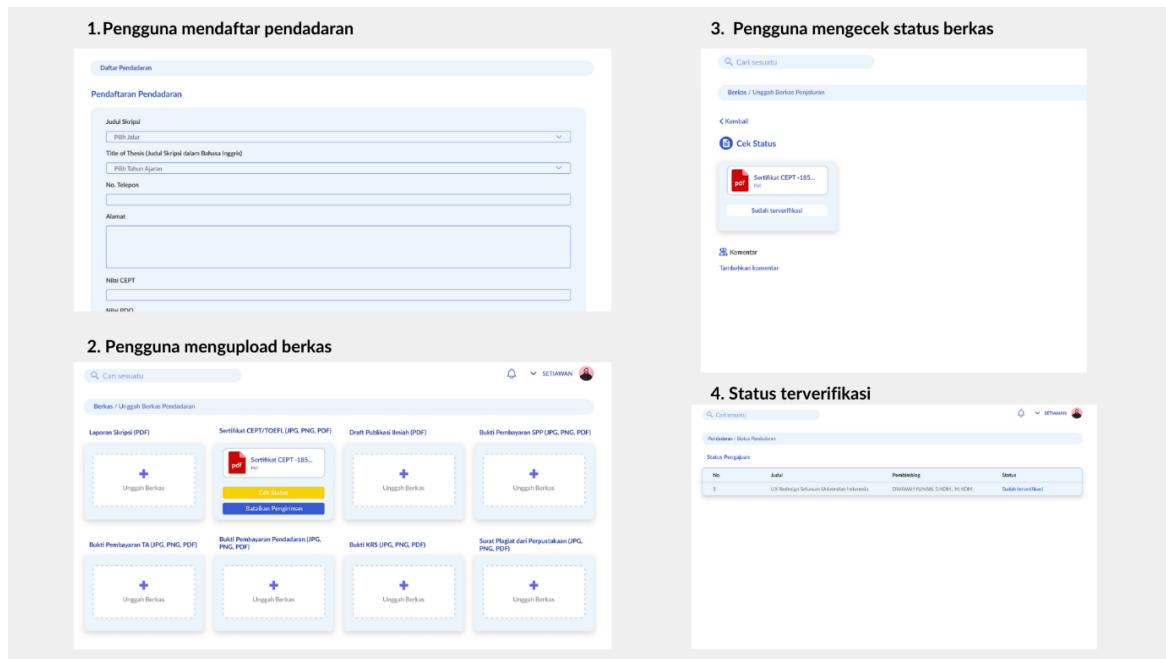 1. Pengguna mendaftar pendadaran
Daftar Pendadaran
Pendaftaran Pendadaran
Judul Skripsi
Pilih Jalur
Title of Thesis (Judul Skripsi dalam Bahasa Inggris)
Pilih Tahun Ajaran
No. Telepon
Alamat
Nilai CEPT
Nilai PDQ
2. Pengguna mengupload berkas
Cari sesuatu
SETIAWAN
Berkas / Unggah Berkas Pendadaran
Laporan Skripsi (PDF)
Sertifikat CEPT/TOEFL (JPG, PNG, PDF)
Draft Publikasi Ilmiah (PDF)
Bukti Pembayaran SPP (JPG, PNG, PDF)
Unggah Berkas
pdf
Sertifikat CEPT -185...
Pdf
Cek Status
Batalkan Pengiriman
Unggah Berkas
Unggah Berkas
Bukti Pembayaran TA (JPG, PNG, PDF)
Bukti Pembayaran Pendadaran (JPG,
PNG, PDF)
Bukti KRS (JPG, PNG, PDF)
Surat Plagiat dari Perpustakaan (JPG,
PNG, PDF)
Unggah Berkas
Unggah Berkas
Unggah Berkas
Unggah Berkas
3. Pengguna mengecek status berkas
Cari sesuatu
Berkas / Unggah Berkas Penjaluran
Kembali
Cek Status
pdf
Sertifikat CEPT -185...
Pdf
Sudah terverifikasi
Komentar
Tambahkan komentar
4. Status terverifikasi
Cari sesuatu
SETIAWAN
Pendadaran / Status Pendadaran
Status Pengajuan
No Judul Pembimbing Status
1 UX Redesign Seluruan Universitas Indonesia S.KOM., M.KOM. Sudah terverifikasi